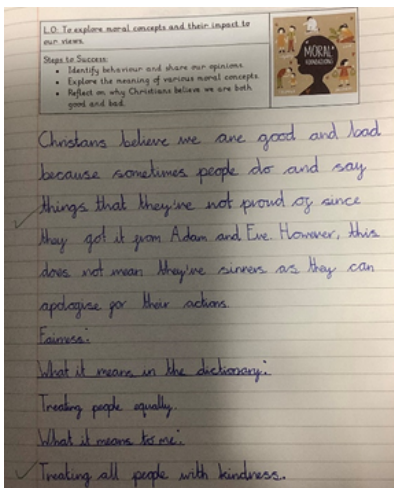 L.O: To explore moral concepts and their impact to
our views.
Steps to Success:
• Identify behaviour and share our opinions
• Explore the meaning of various moral concepts
• Reflect on why Christians believe we are both
good and bad.
MORAL
FOUNDATIONS
Christans believe we are good and bad
because sometimes people do and say
things that they're not proud of since
they got it from Adam and Eve. However, this
does not mean they're sinners as they can
apologise for their actions
Fairness:
What it means in the dictionary:
Treating people equally.
What it means to me:
Treating all people with kindness.